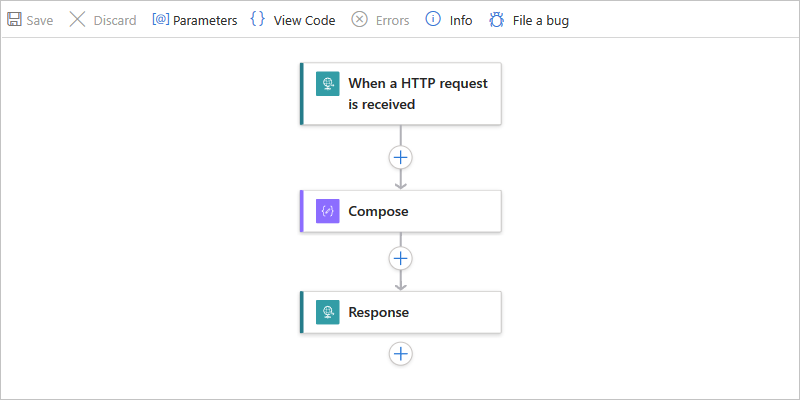 Save Discard [@] Parameters {} View Code Errors Info File a bug
When a HTTP request
is received
Compose
Response